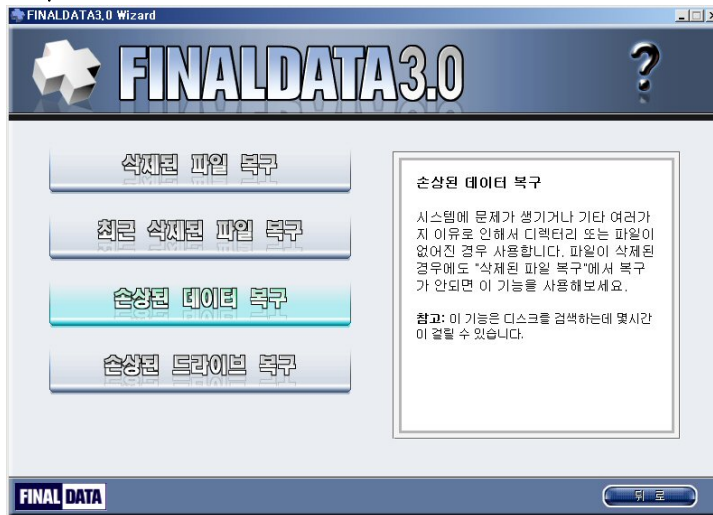 FINALDATA3.0 Wizard
FINALDATA3.0
?
삭제된 파일 복구
최근 삭제된 파일 복구
손상된 데이터 복구
손상된 드라이브 복구
손상된 데이터 복구
시스템에 문제가 생기거나 기타 여러가
지 이유로 인해서 디렉터리 또는 파일이
없어진 경우 사용합니다. 파일이 삭제된
경우에도 "삭제된 파일 복구"에서 복구
가 안되면 이 기능을 사용해보세요.
참고: 이 기능은 디스크를 검색하는데 몇시간
이 걸릴 수 있습니다.
FINAL DATA
뒤 로